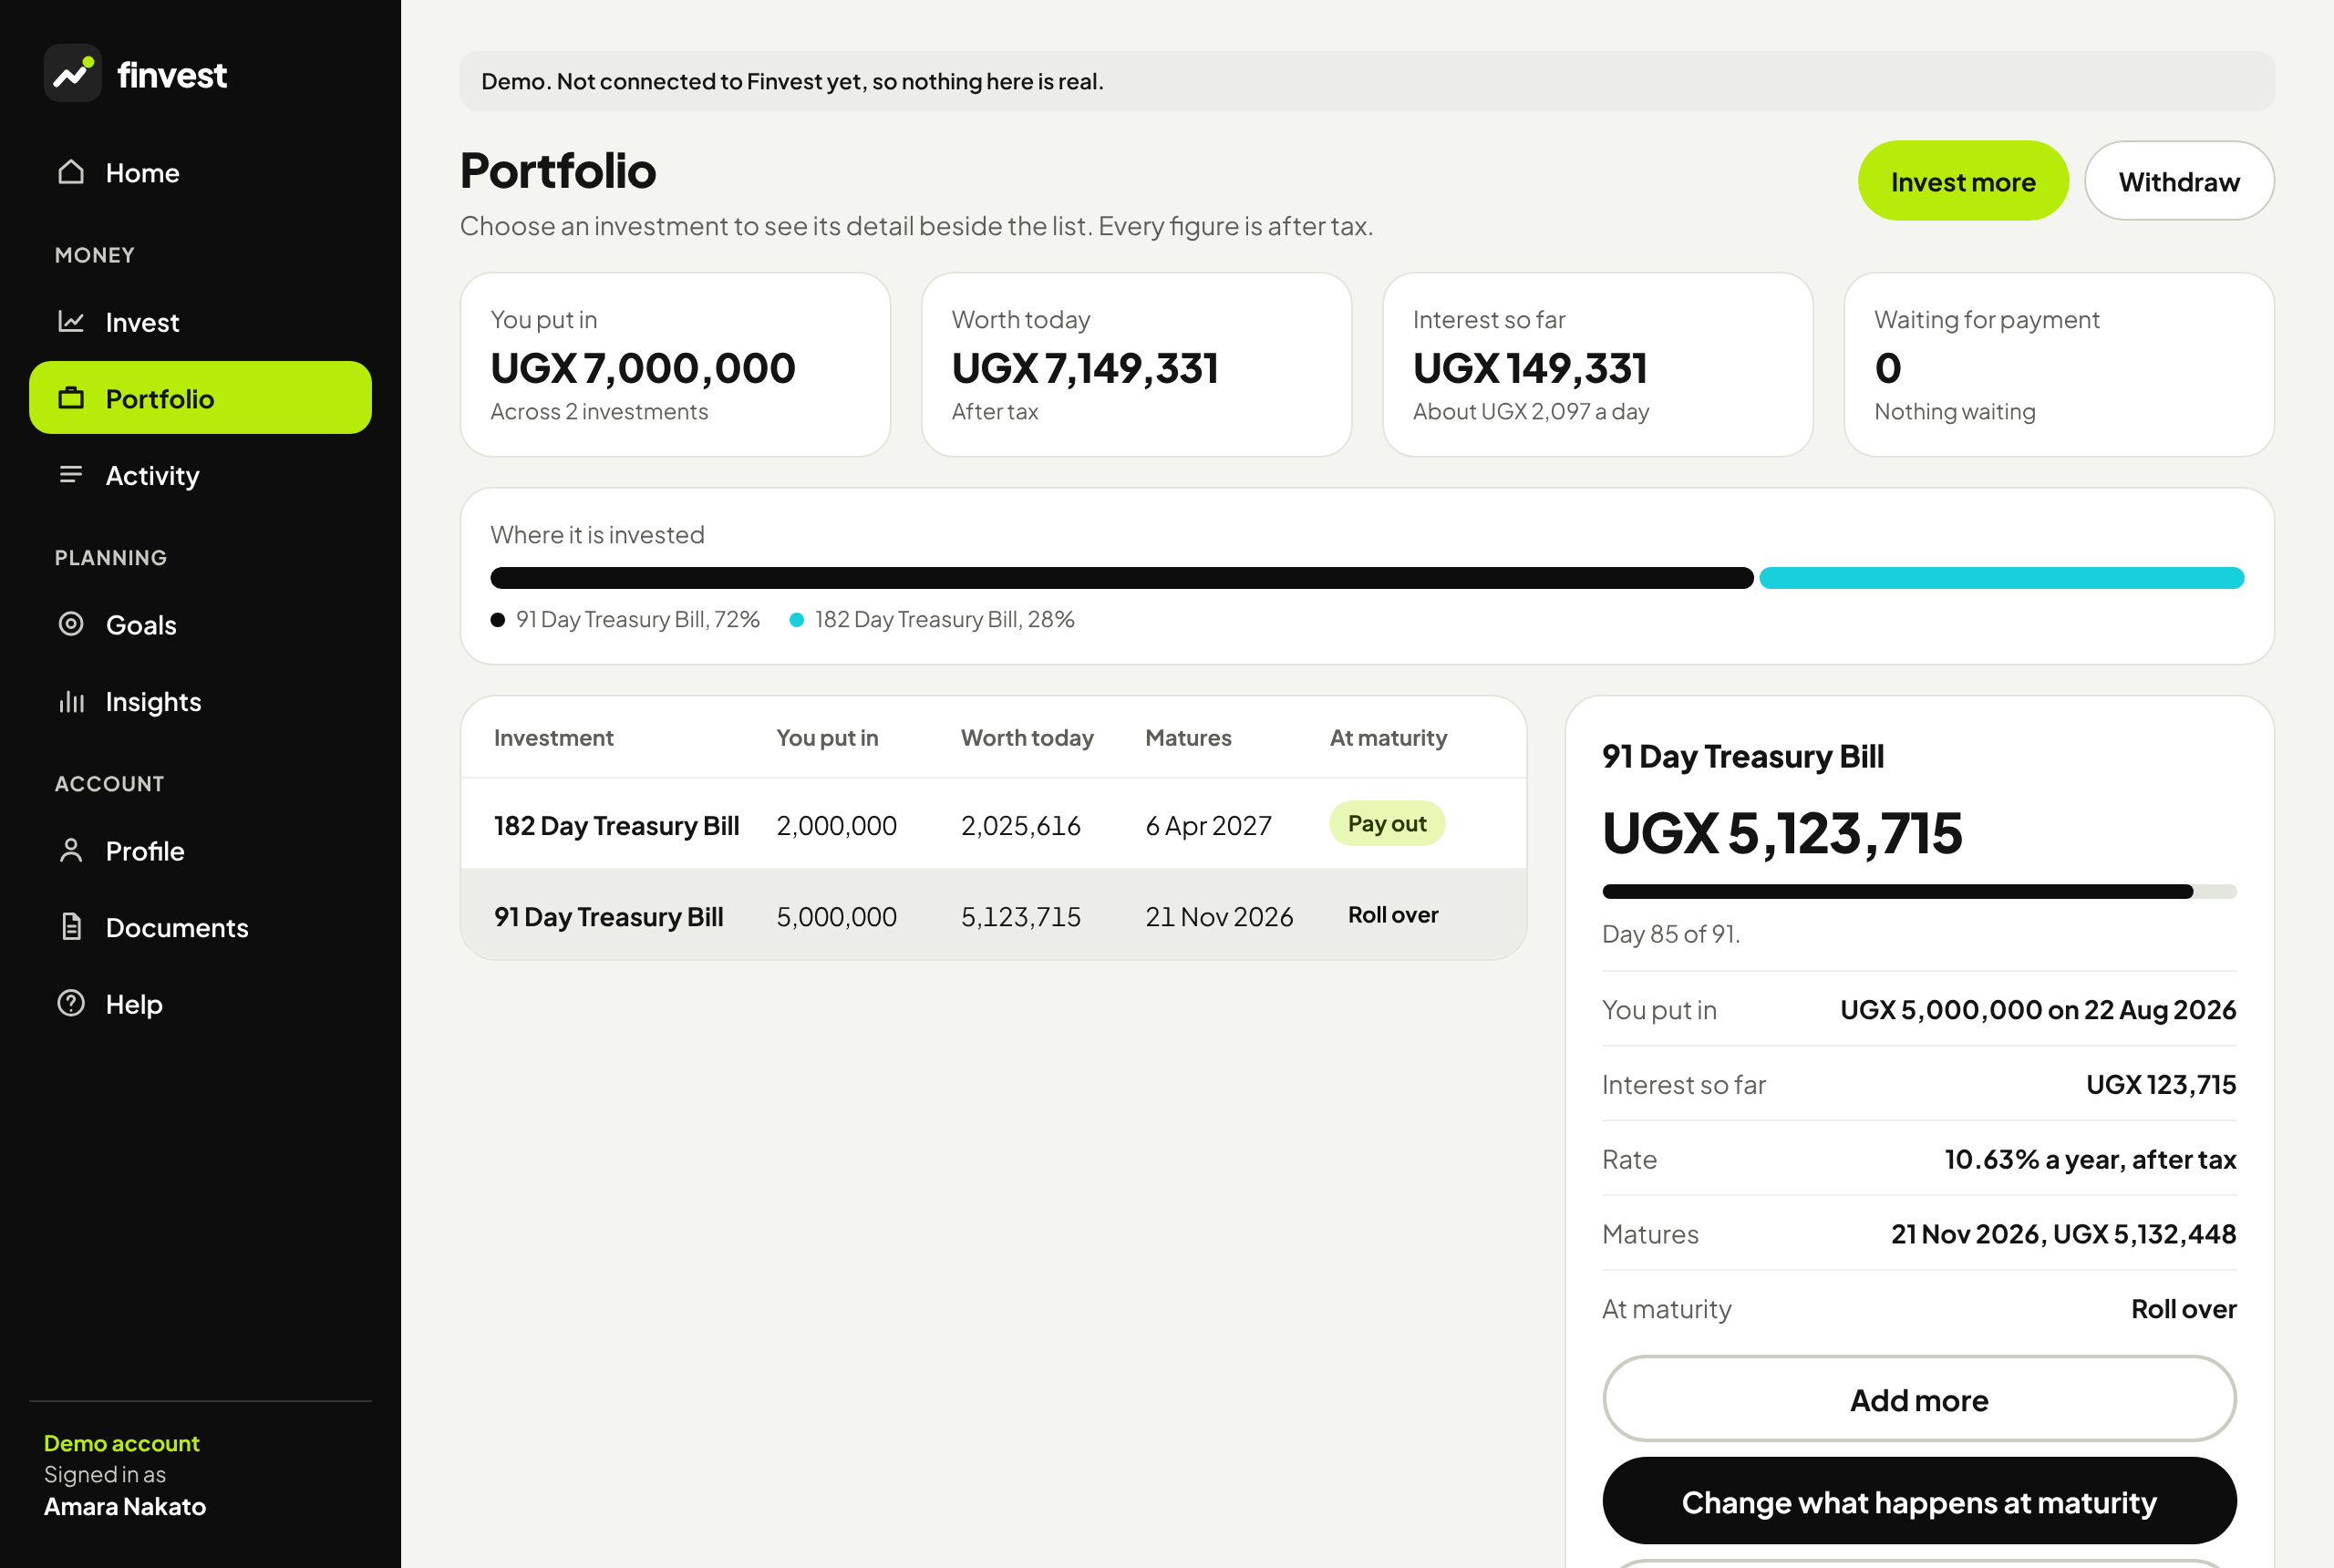 finvest
Home
MONEY
Invest
Portfolio
Activity
PLANNING
Goals
Insights
ACCOUNT
Profile
Documents
Help
Demo account
Signed in as
Amara Nakato
Demo. Not connected to Finvest yet, so nothing here is real.
Portfolio
Choose an investment to see its detail beside the list. Every figure is after tax.
Invest more
Withdraw
You put in
UGX 7,000,000
Across 2 investments
Worth today
UGX 7,149,331
After tax
Interest so far
UGX 149,331
About UGX 2,097 a day
Waiting for payment
0
Nothing waiting
Where it is invested
91 Day Treasury Bill, 72% 182 Day Treasury Bill, 28%
Investment You put in Worth today Matures At maturity
182 Day Treasury Bill 2,000,000 2,025,616 6 Apr 2027 Pay out
91 Day Treasury Bill 5,000,000 5,123,715 21 Nov 2026 Roll over
91 Day Treasury Bill
UGX 5,123,715
Day 85 of 91.
You put in UGX 5,000,000 on 22 Aug 2026
Interest so far UGX 123,715
Rate 10.63% a year, after tax
Matures 21 Nov 2026, UGX 5,132,448
At maturity Roll over
Add more
Change what happens at maturity